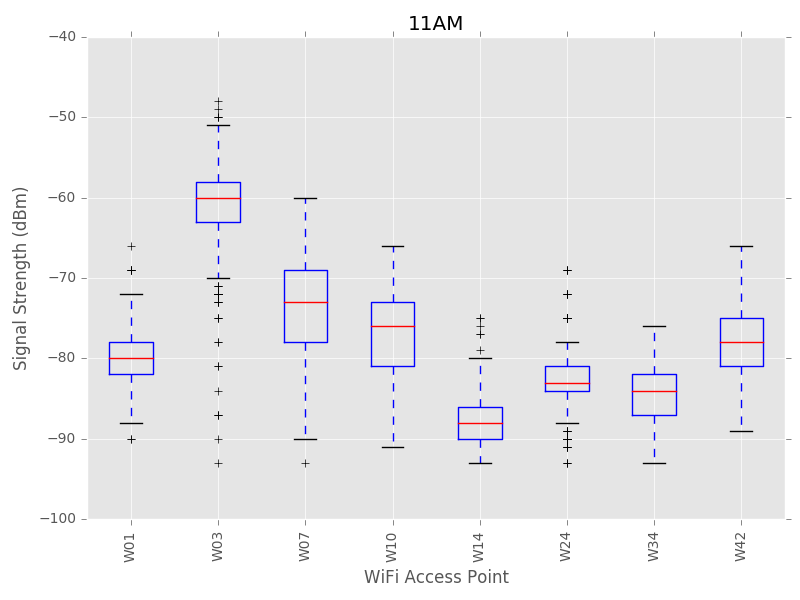 11AM
Signal Strength (dBm)
−40
−50
−60
−70
−80
−90
−100
W01
W03
W07
W10
W14
W24
W34
W42
WiFi Access Point